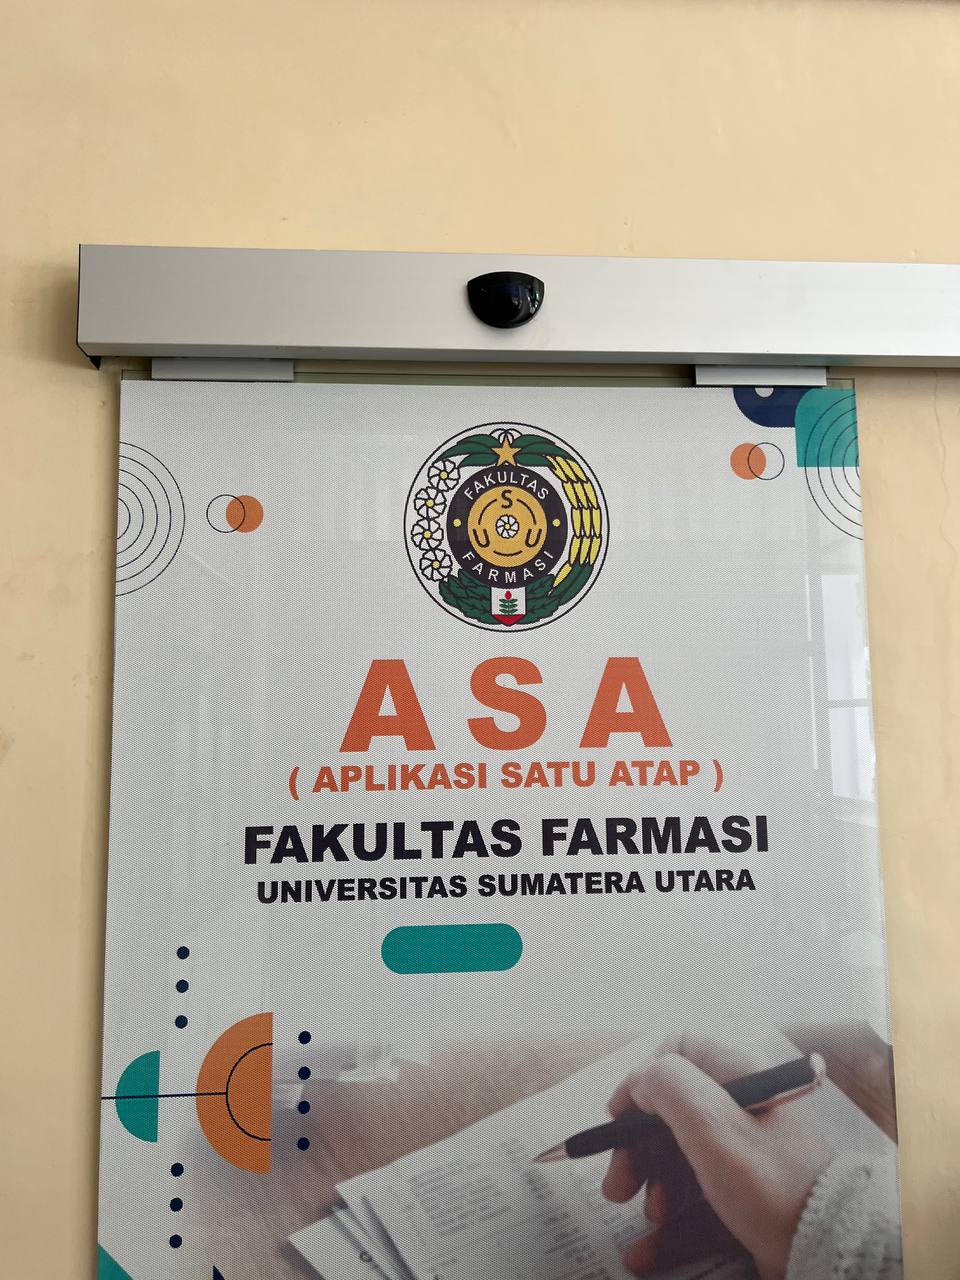 FAKULTAS
S
U U
FARMASI
ASA
( APLIKASI SATU ATAP )
FAKULTAS FARMASI
UNIVERSITAS SUMATERA UTARA